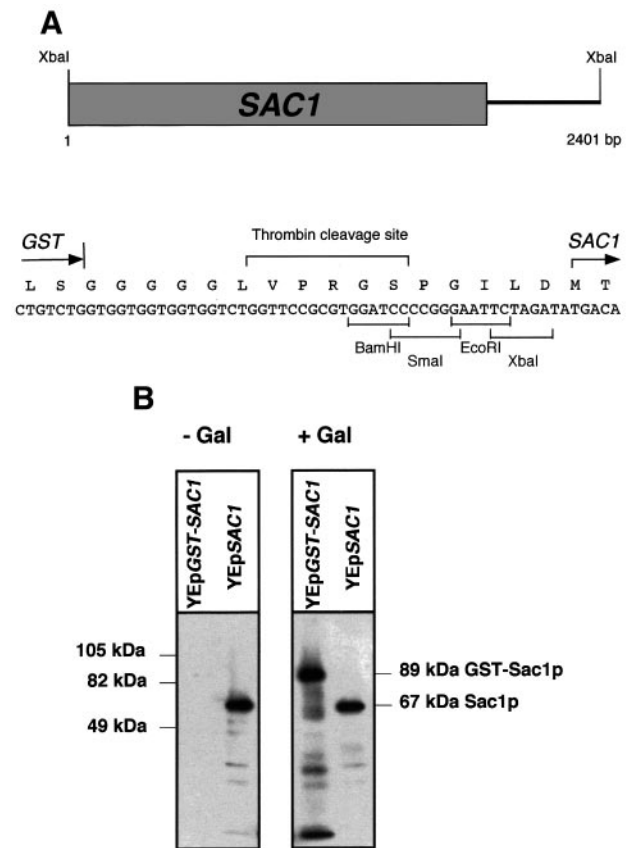 A
XbaI XbaI
SAC1
1 2401 bp
GST Thrombin cleavage site SAC1
L S G G G G G L V P R G S P G I L D M T
CTGTCTGGTGGTGGTGGTGGTCTGGTTCCGCGTGGATCCCCCGGGAATTCTAGATATGACA
BamHI EcoRI
SmaI XbaI
B
- Gal + Gal
YEpGST-SAC1
YEpSAC1
YEpGST-SAC1
YEpSAC1
105 kDa
82 kDa
49 kDa
89 kDa GST-Sac1p
67 kDa Sac1p